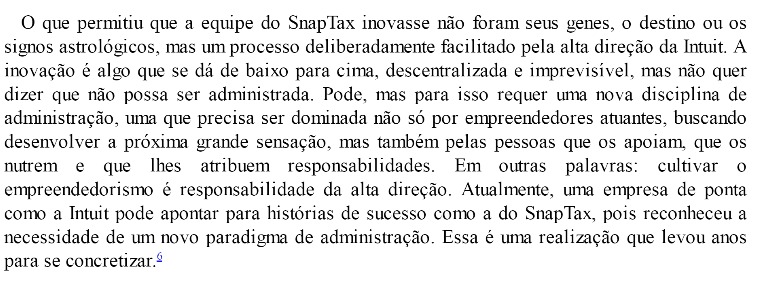 O que permitiu que a equipe do SnapTax inovasse não foram seus genes, o destino ou os
signos astrológicos, mas um processo deliberadamente facilitado pela alta direção da Intuit. A
inovação é algo que se dá de baixo para cima, descentralizada e imprevisível, mas não quer
dizer que não possa ser administrada. Pode, mas para isso requer uma nova disciplina de
administração, uma que precisa ser dominada não só por empreendedores atuantes, buscando
desenvolver a próxima grande sensação, mas também pelas pessoas que os apoiam, que os
nutrem e que lhes atribuem responsabilidades. Em outras palavras: cultivar o
empreendedorismo é responsabilidade da alta direção. Atualmente, uma empresa de ponta
como a Intuit pode apontar para histórias de sucesso como a do SnapTax, pois reconheceu a
necessidade de um novo paradigma de administração. Essa é uma realização que levou anos
para se concretizar.6